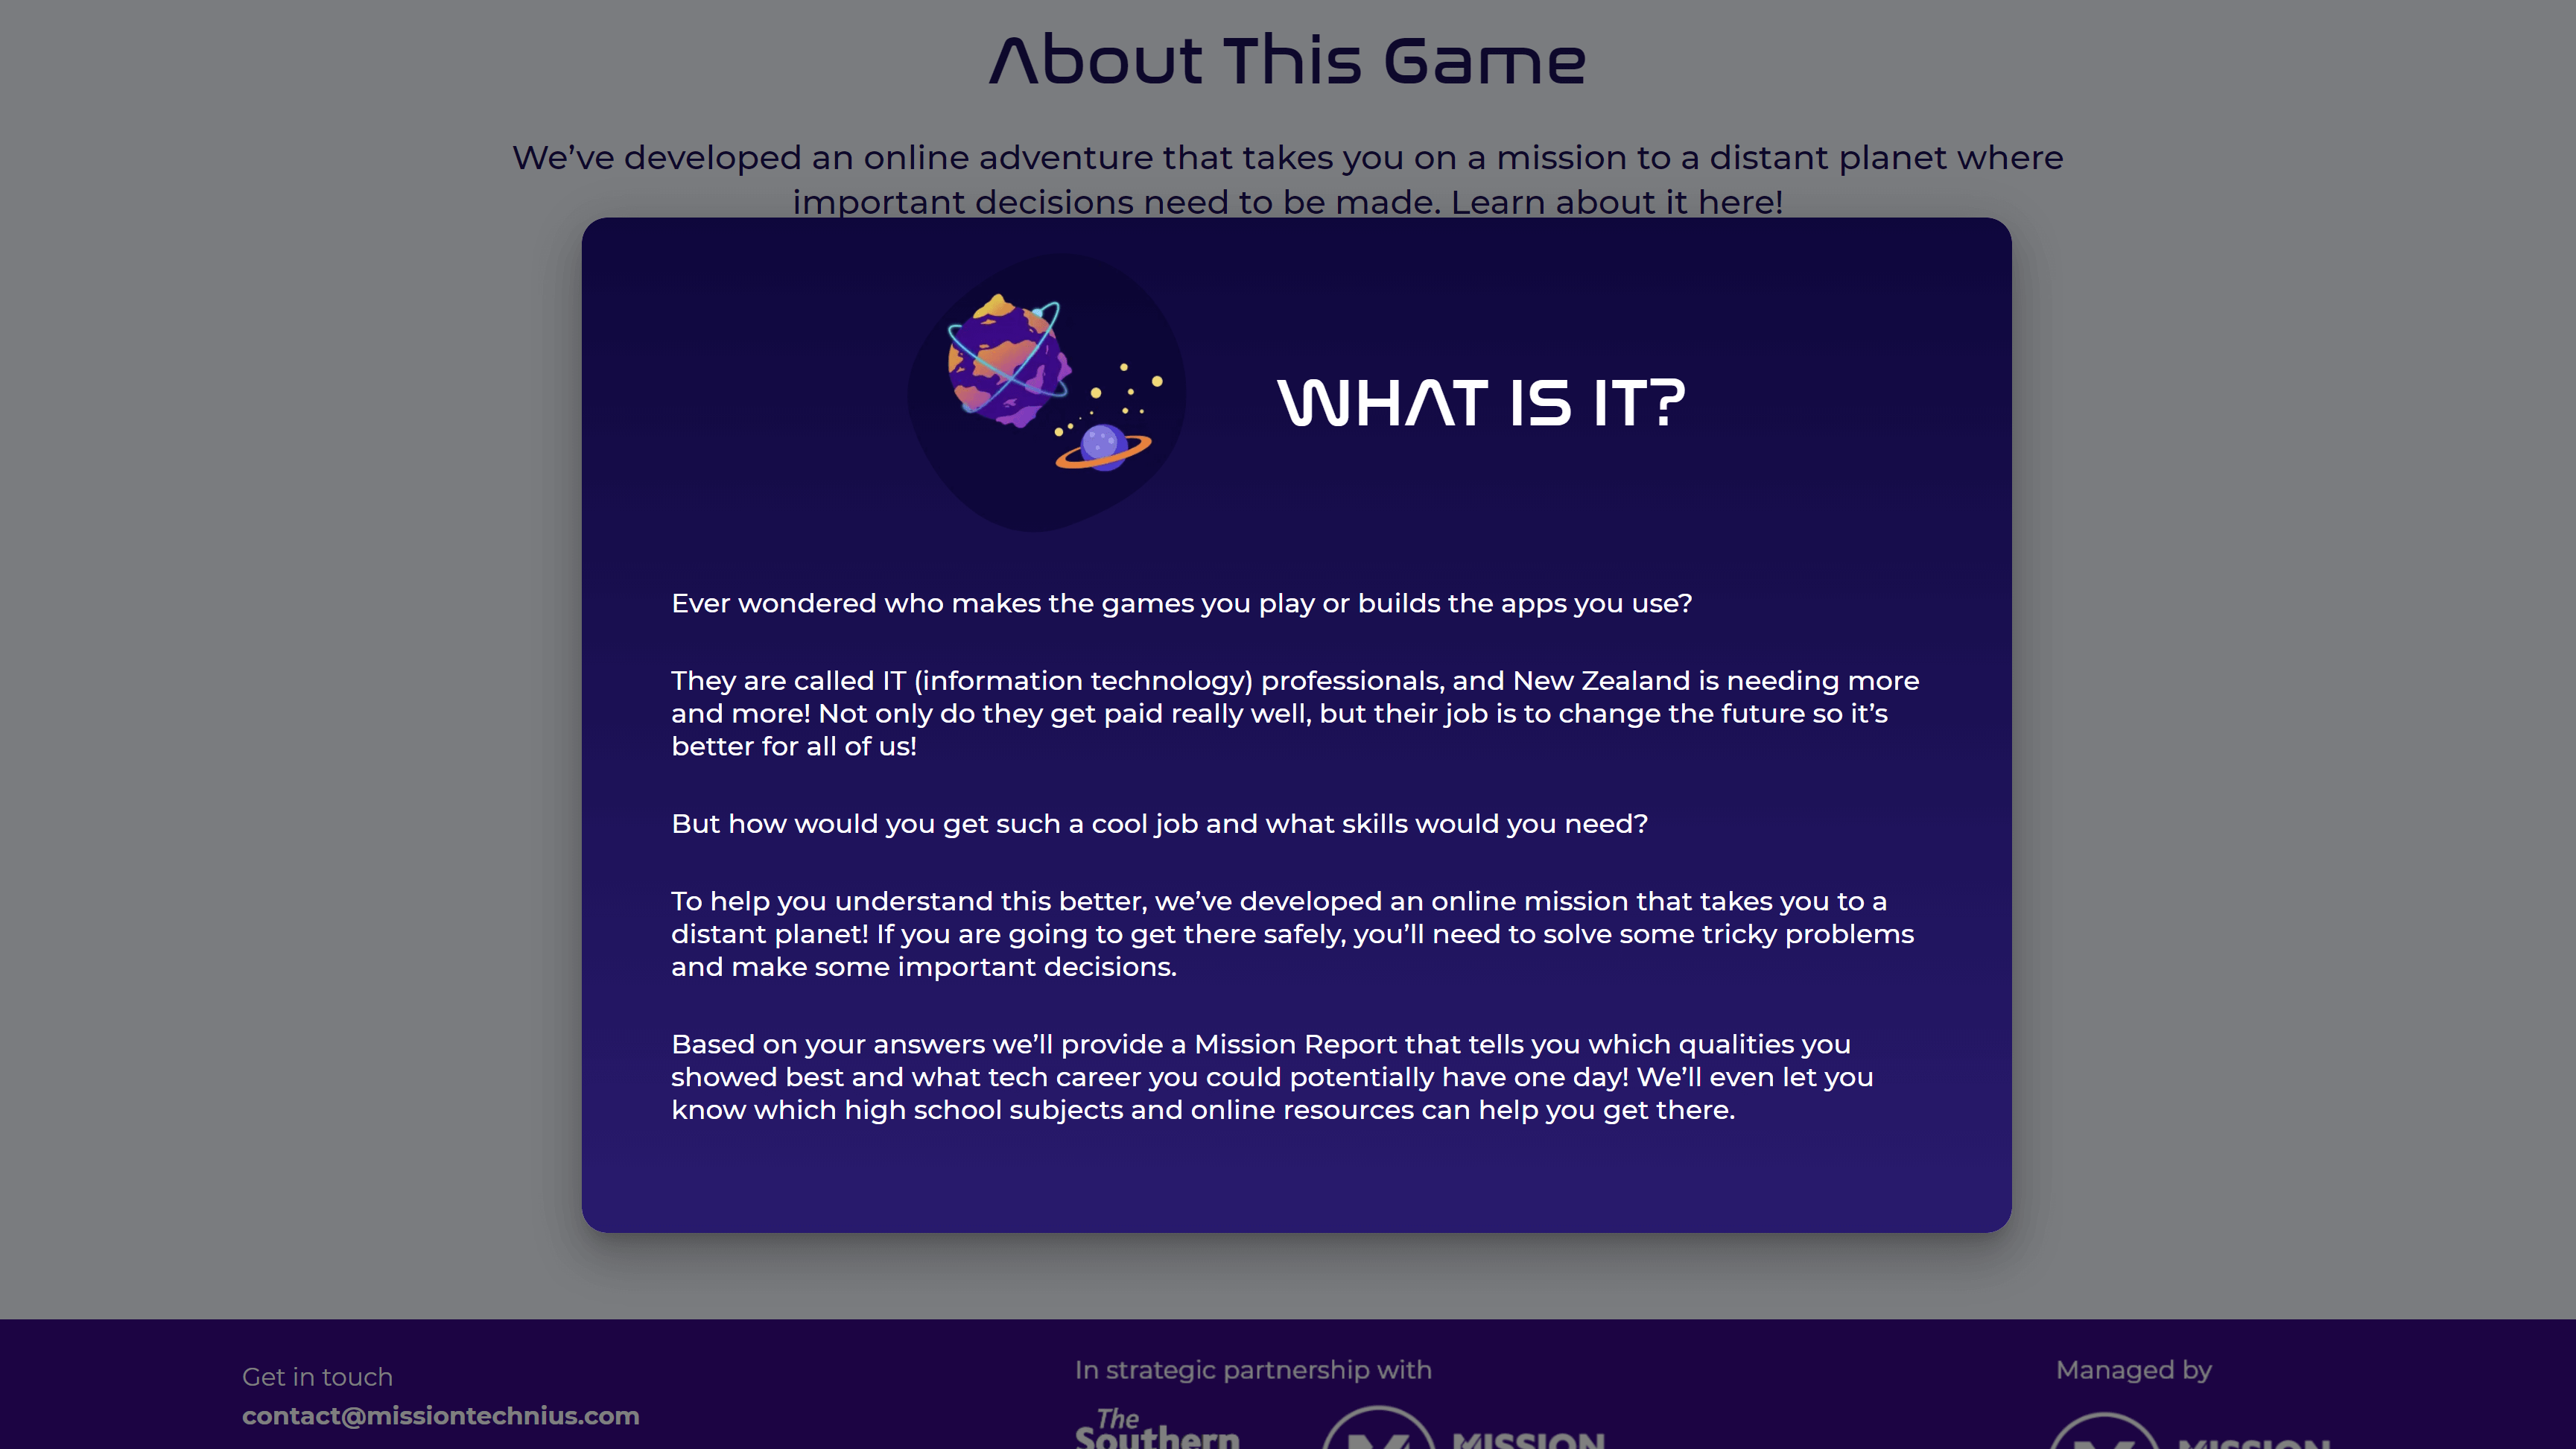 About This Game
We’ve developed an online adventure that takes you on a mission to a distant planet where
important decisions need to be made. Learn about it here!
WHAT IS IT?
Ever wondered who makes the games you play or builds the apps you use?
They are called IT (information technology) professionals, and New Zealand is needing more
and more! Not only do they get paid really well, but their job is to change the future so it’s
better for all of us!
But how would you get such a cool job and what skills would you need?
To help you understand this better, we’ve developed an online mission that takes you to a
distant planet! If you are going to get there safely, you’ll need to solve some tricky problems
and make some important decisions.
Based on your answers we’ll provide a Mission Report that tells you which qualities you
showed best and what tech career you could potentially have one day! We’ll even let you
know which high school subjects and online resources can help you get there.
Get in touch
contact@missiontechnius.com
In strategic partnership with
The
Southern
MISSION
Managed by
MISSION